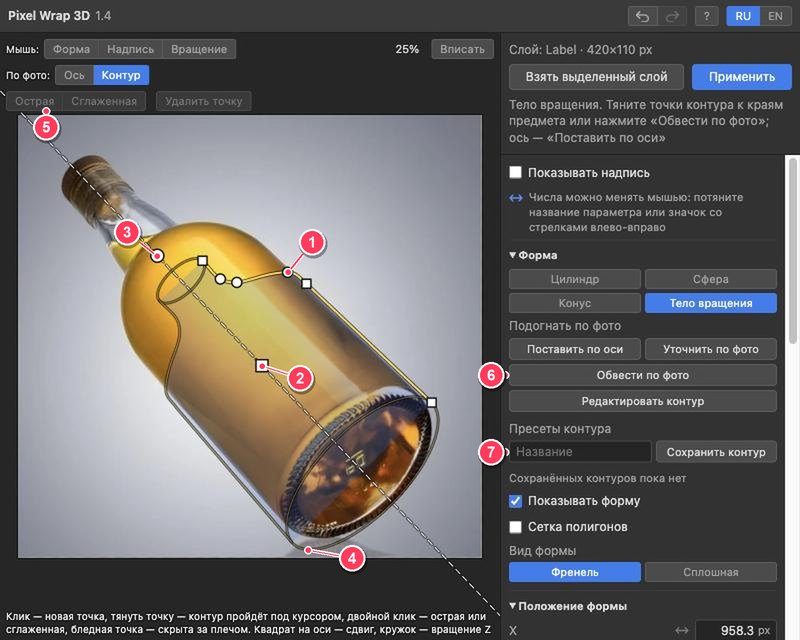 Pixel Wrap 3D 1.4
? RU EN
Мышь: Форма Надпись Вращение 25% Вписать
По фото: Ось Контур
Острая Сглаженная Удалить точку
5
1
3
2
4
Клик — новая точка, тянуть точку — контур пройдёт под курсором, двойной клик — острая или
сглаженная, бледная точка — скрыта за плечом. Квадрат на оси — сдвиг, кружок — вращение Z
Слой: Label · 420×110 px
Взять выделенный слой Применить
Тело вращения. Тяните точки контура к краям
предмета или нажмите «Обвести по фото»;
ось — «Поставить по оси»
Показывать надпись
Числа можно менять мышью: потяните
название параметра или значок со
стрелками влево-вправо
Форма
Цилиндр Сфера
Конус Тело вращения
Подогнать по фото
Поставить по оси Уточнить по фото
6 Обвести по фото
Редактировать контур
Пресеты контура
7 Название Сохранить контур
Сохранённых контуров пока нет
Показывать форму
Сетка полигонов
Вид формы
Френель Сплошная
Положение формы
X 958.3 px